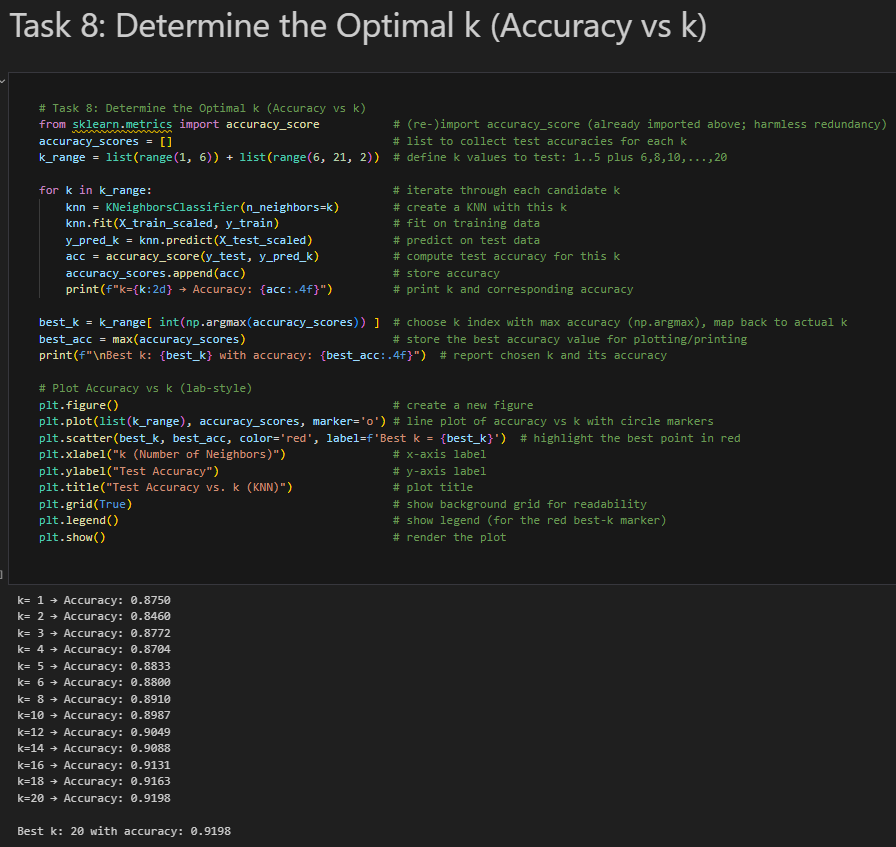 Task 8: Determine the Optimal k (Accuracy vs k)
# Task 8: Determine the Optimal k (Accuracy vs k)
from sklearn.metrics import accuracy_score # (re-)import accuracy_score (already imported above; harmless redundancy)
accuracy_scores = [] # list to collect test accuracies for each k
k_range = list(range(1, 6)) + list(range(6, 21, 2)) # define k values to test: 1..5 plus 6,8,10,...,20
for k in k_range: # iterate through each candidate k
    knn = KNeighborsClassifier(n_neighbors=k) # create a KNN with this k
    knn.fit(X_train_scaled, y_train) # fit on training data
    y_pred_k = knn.predict(X_test_scaled) # predict on test data
    acc = accuracy_score(y_test, y_pred_k) # compute test accuracy for this k
    accuracy_scores.append(acc) # store accuracy
    print(f"k={k:2d} → Accuracy: {acc:.4f}") # print k and corresponding accuracy
best_k = k_range[ int(np.argmax(accuracy_scores)) ] # choose k index with max accuracy (np.argmax), map back to actual k
best_acc = max(accuracy_scores) # store the best accuracy value for plotting/printing
print(f"\nBest k: {best_k} with accuracy: {best_acc:.4f}") # report chosen k and its accuracy
# Plot Accuracy vs k (lab-style)
plt.figure() # create a new figure
plt.plot(list(k_range), accuracy_scores, marker='o') # line plot of accuracy vs k with circle markers
plt.scatter(best_k, best_acc, color='red', label=f'Best k = {best_k}') # highlight the best point in red
plt.xlabel("k (Number of Neighbors)") # x-axis label
plt.ylabel("Test Accuracy") # y-axis label
plt.title("Test Accuracy vs. k (KNN)") # plot title
plt.grid(True) # show background grid for readability
plt.legend() # show legend (for the red best-k marker)
plt.show() # render the plot
k= 1 → Accuracy: 0.8750
k= 2 → Accuracy: 0.8460
k= 3 → Accuracy: 0.8772
k= 4 → Accuracy: 0.8704
k= 5 → Accuracy: 0.8833
k= 6 → Accuracy: 0.8800
k= 8 → Accuracy: 0.8910
k=10 → Accuracy: 0.8987
k=12 → Accuracy: 0.9049
k=14 → Accuracy: 0.9088
k=16 → Accuracy: 0.9131
k=18 → Accuracy: 0.9163
k=20 → Accuracy: 0.9198
Best k: 20 with accuracy: 0.9198